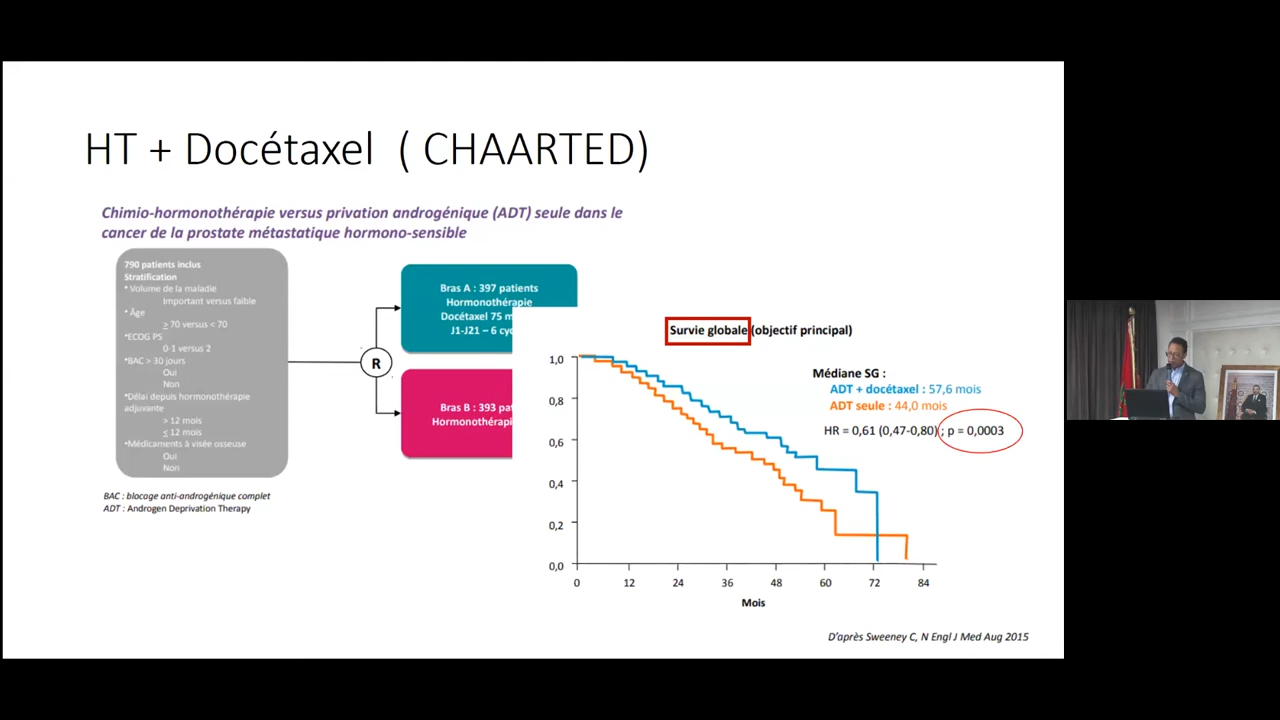 HT + Docétaxel ( CHAARTED)
Chimio-hormonothérapie versus privation androgénique (ADT) seule dans le
cancer de la prostate métastatique hormono-sensible
790 patients inclus
Stratification
• Volume de la maladie
Important versus faible
• Âge
≥ 70 versus < 70
•ECOG PS
0-1 versus 2
•BAC > 30 jours
Oui
Non
•Délai depuis hormonothérapie
adjuvante
> 12 mois
≤ 12 mois
•Médicaments à visée osseuse
Oui
Non
BAC : blocage anti-androgénique complet
ADT : Androgen Deprivation Therapy
R
Bras A : 397 patients
Hormonothérapie
Docétaxel 75 m
J1-J21 – 6 cyc
Bras B : 393 pat
Hormonothérap
Survie globale (objectif principal)
Médiane SG :
ADT + docétaxel : 57,6 mois
ADT seule : 44,0 mois
HR = 0,61 (0,47-0,80) ; p = 0,0003
1,0
0,8
0,6
0,4
0,2
0,0
0 12 24 36 48 60 72 84
Mois
D'après Sweeney C, N Engl J Med Aug 2015